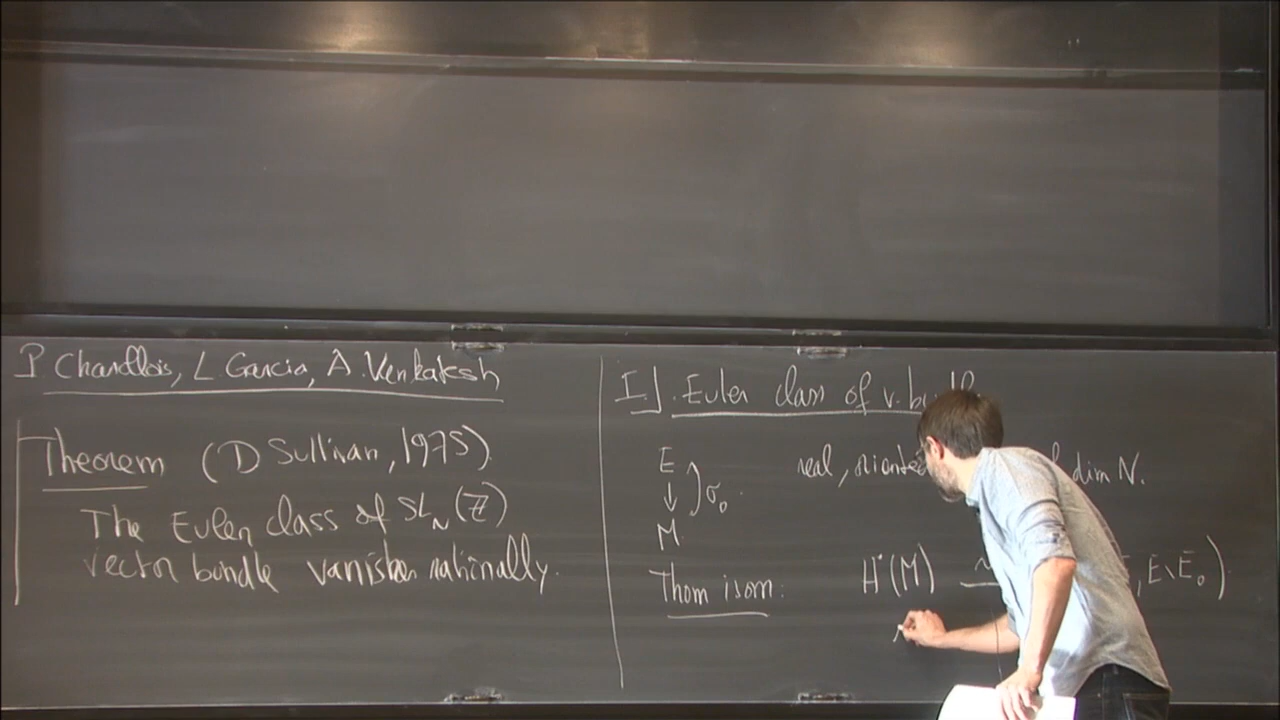 P. Charollois, L. Garcia, A. Venkatesh
Theorem (D Sullivan, 1975).
The Euler class of SL_N(ℤ)
vector bundle vanishes rationally.
I.] . Euler class of v. bundle
E
↓ ) σ₀.
M
real, oriented dim N.
Thom isom: H˙(M) ~ , E∖E₀).